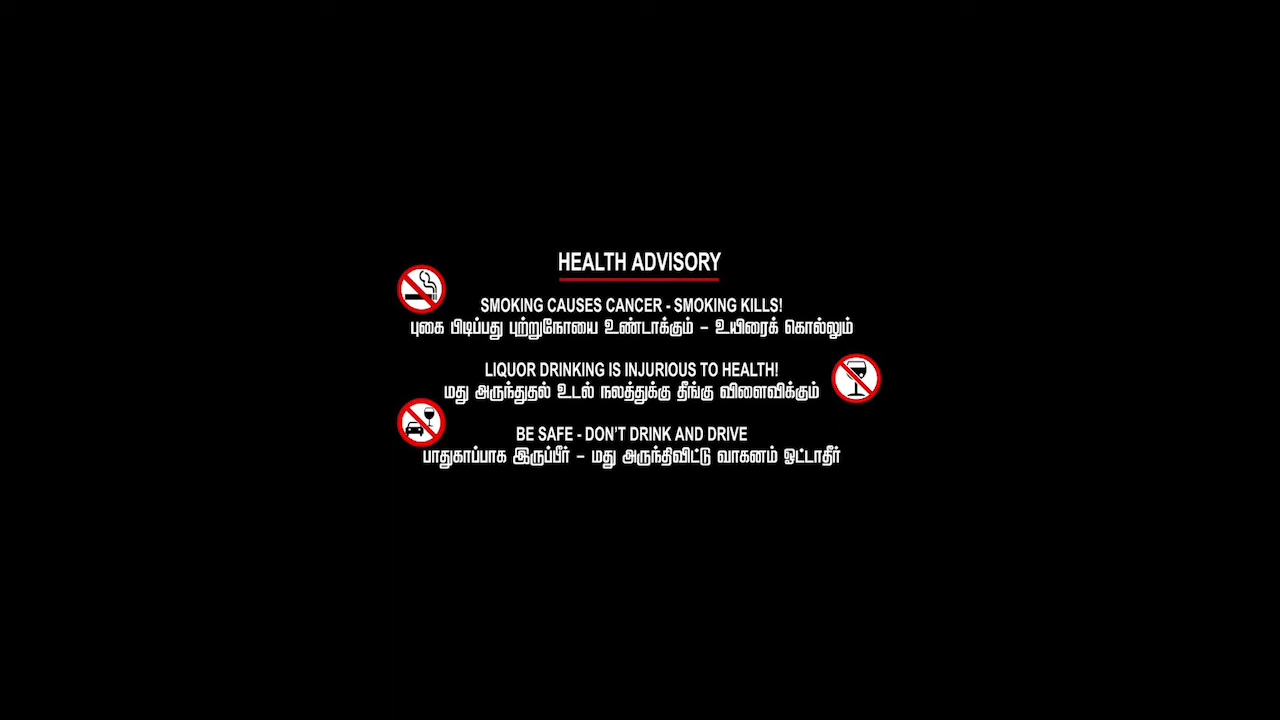 HEALTH ADVISORY
SMOKING CAUSES CANCER - SMOKING KILLS!
புகை பிடிப்பது புற்றுநோயை உண்டாக்கும் – உயிரைக் கொல்லும்
LIQUOR DRINKING IS INJURIOUS TO HEALTH!
மது அருந்துதல் உடல் நலத்துக்கு தீங்கு விளைவிக்கும்
BE SAFE - DON'T DRINK AND DRIVE
பாதுகாப்பாக இருப்பீர் – மது அருந்திவிட்டு வாகனம் ஓட்டாதீர்